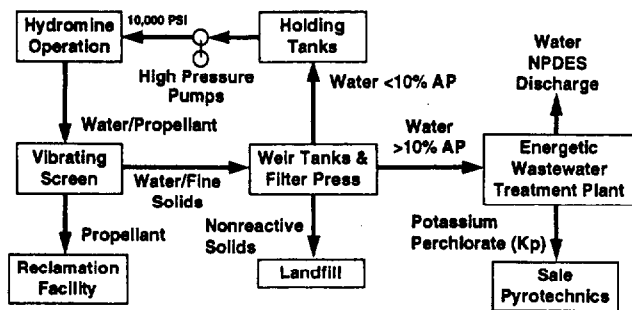 Hydromine
Operation
10,000 PSI
Holding
Tanks
High Pressure
Pumps
Water <10% AP
Water
NPDES
Discharge
Water/Propellant
Water
>10% AP
Vibrating
Screen
Water/Fine
Solids
Weir Tanks &
Filter Press
Energetic
Wastewater
Treatment Plant
Propellant
Nonreactive
Solids
Potassium
Perchlorate (Kp)
Reclamation
Facility
Landfill
Sale
Pyrotechnics